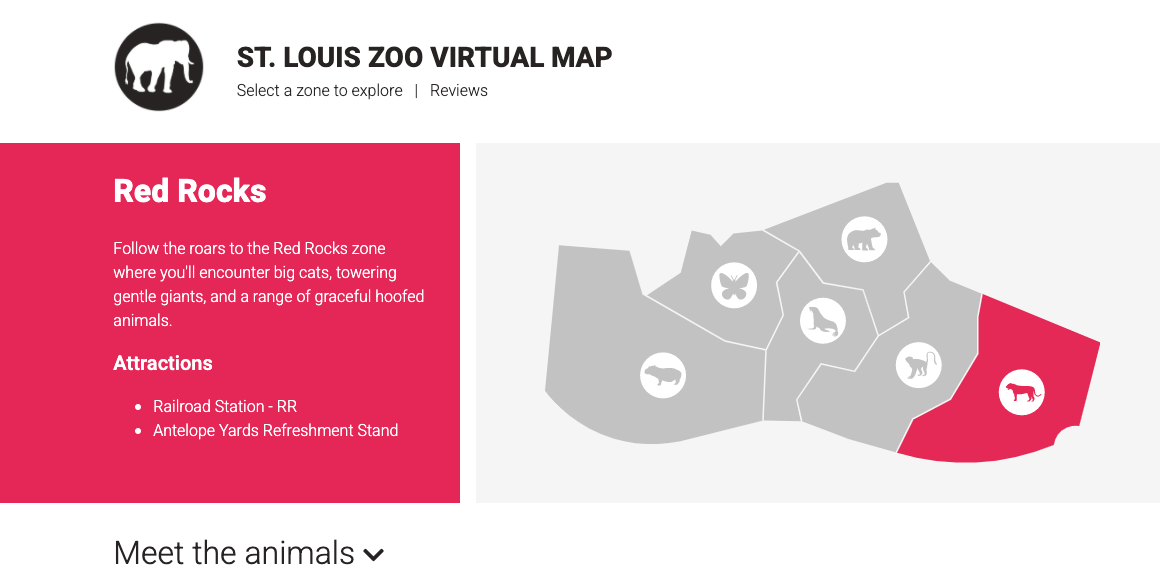 ST. LOUIS ZOO VIRTUAL MAP
Select a zone to explore | Reviews
Red Rocks
Follow the roars to the Red Rocks zone
where you'll encounter big cats, towering
gentle giants, and a range of graceful hoofed
animals.
Attractions
• Railroad Station - RR
• Antelope Yards Refreshment Stand
Meet the animals